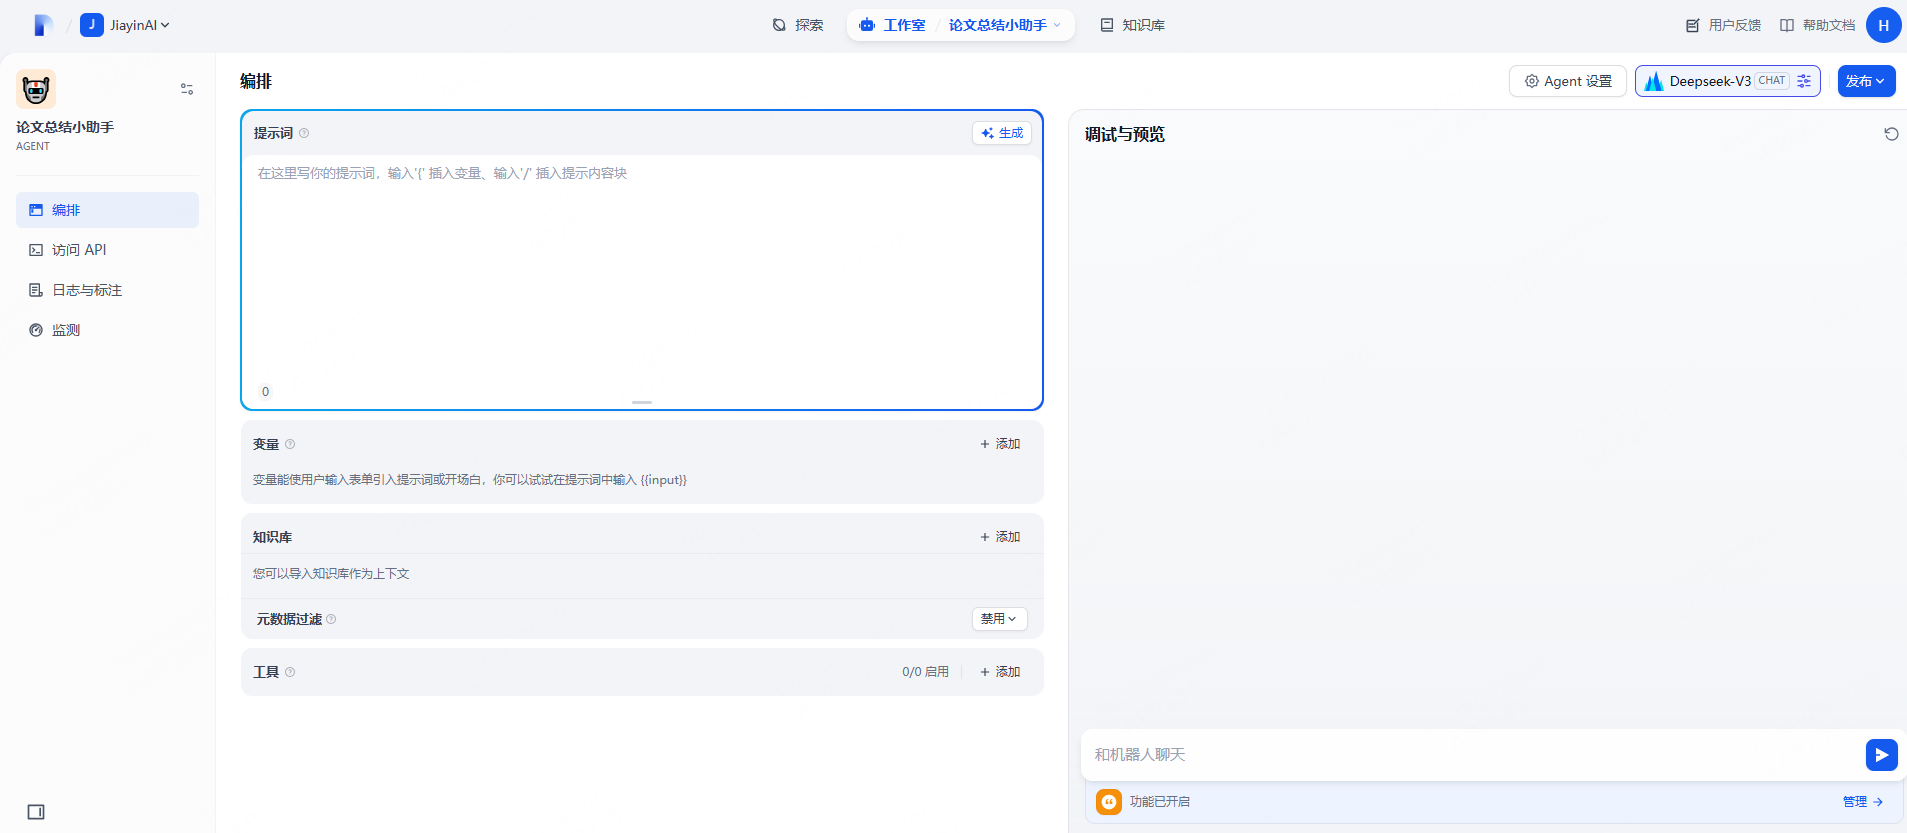 J JiayinAI
探索
工作室 / 论文总结小助手
知识库
用户反馈
帮助文档
H
论文总结小助手
AGENT
编排
访问 API
日志与标注
监测
编排
Agent 设置
Deepseek-V3 CHAT
发布
提示词
生成
在这里写你的提示词，输入'{' 插入变量、输入'/' 插入提示内容块
0
变量
+ 添加
变量能使用户输入表单引入提示词或开场白，你可以试试在提示词中输入 {{input}}
知识库
+ 添加
您可以导入知识库作为上下文
元数据过滤
禁用
工具
0/0 启用
+ 添加
调试与预览
和机器人聊天
功能已开启
管理 →